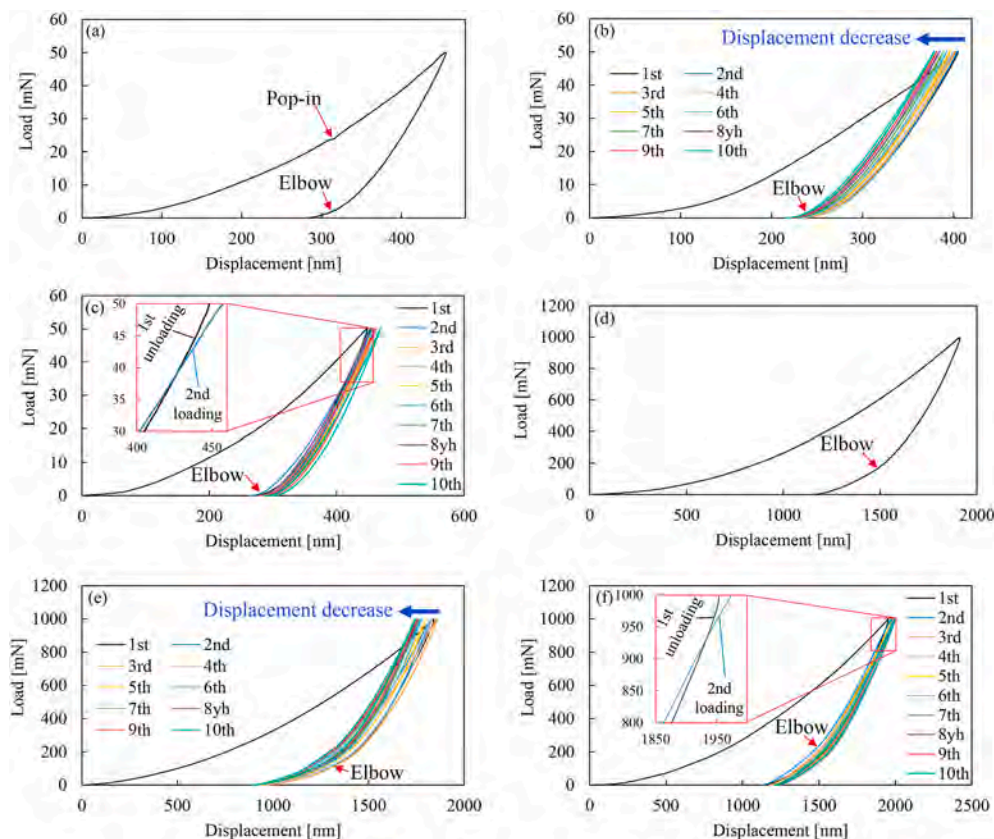 (a)
60
50
40
30
20
10
0
Load [mN]
Pop-in
Elbow
0 100 200 300 400
Displacement [nm]
(b)
Displacement decrease
60
50
40
30
20
10
0
Load [mN]
1st 2nd
3rd 4th
5th 6th
7th 8yh
9th 10th
Elbow
0 100 200 300 400
Displacement [nm]
(c)
60
50
40
30
20
10
0
Load [mN]
50
45
40
35
30
400 450
1st
unloading
2nd
loading
Elbow
1st
2nd
3rd
4th
5th
6th
7th
8yh
9th
10th
0 200 400 600
Displacement [nm]
(d)
1200
1000
800
600
400
200
0
Load [mN]
Elbow
0 500 1000 1500 2000
Displacement [nm]
(e)
Displacement decrease
1200
1000
800
600
400
200
0
Load [mN]
1st 2nd
3rd 4th
5th 6th
7th 8yh
9th 10th
Elbow
0 500 1000 1500 2000
Displacement [nm]
(f)
1200
1000
800
600
400
200
0
Load [mN]
1000
950
900
850
800
1850 1950
1st
unloading
2nd
loading
Elbow
1st
2nd
3rd
4th
5th
6th
7th
8yh
9th
10th
0 500 1000 1500 2000 2500
Displacement [nm]